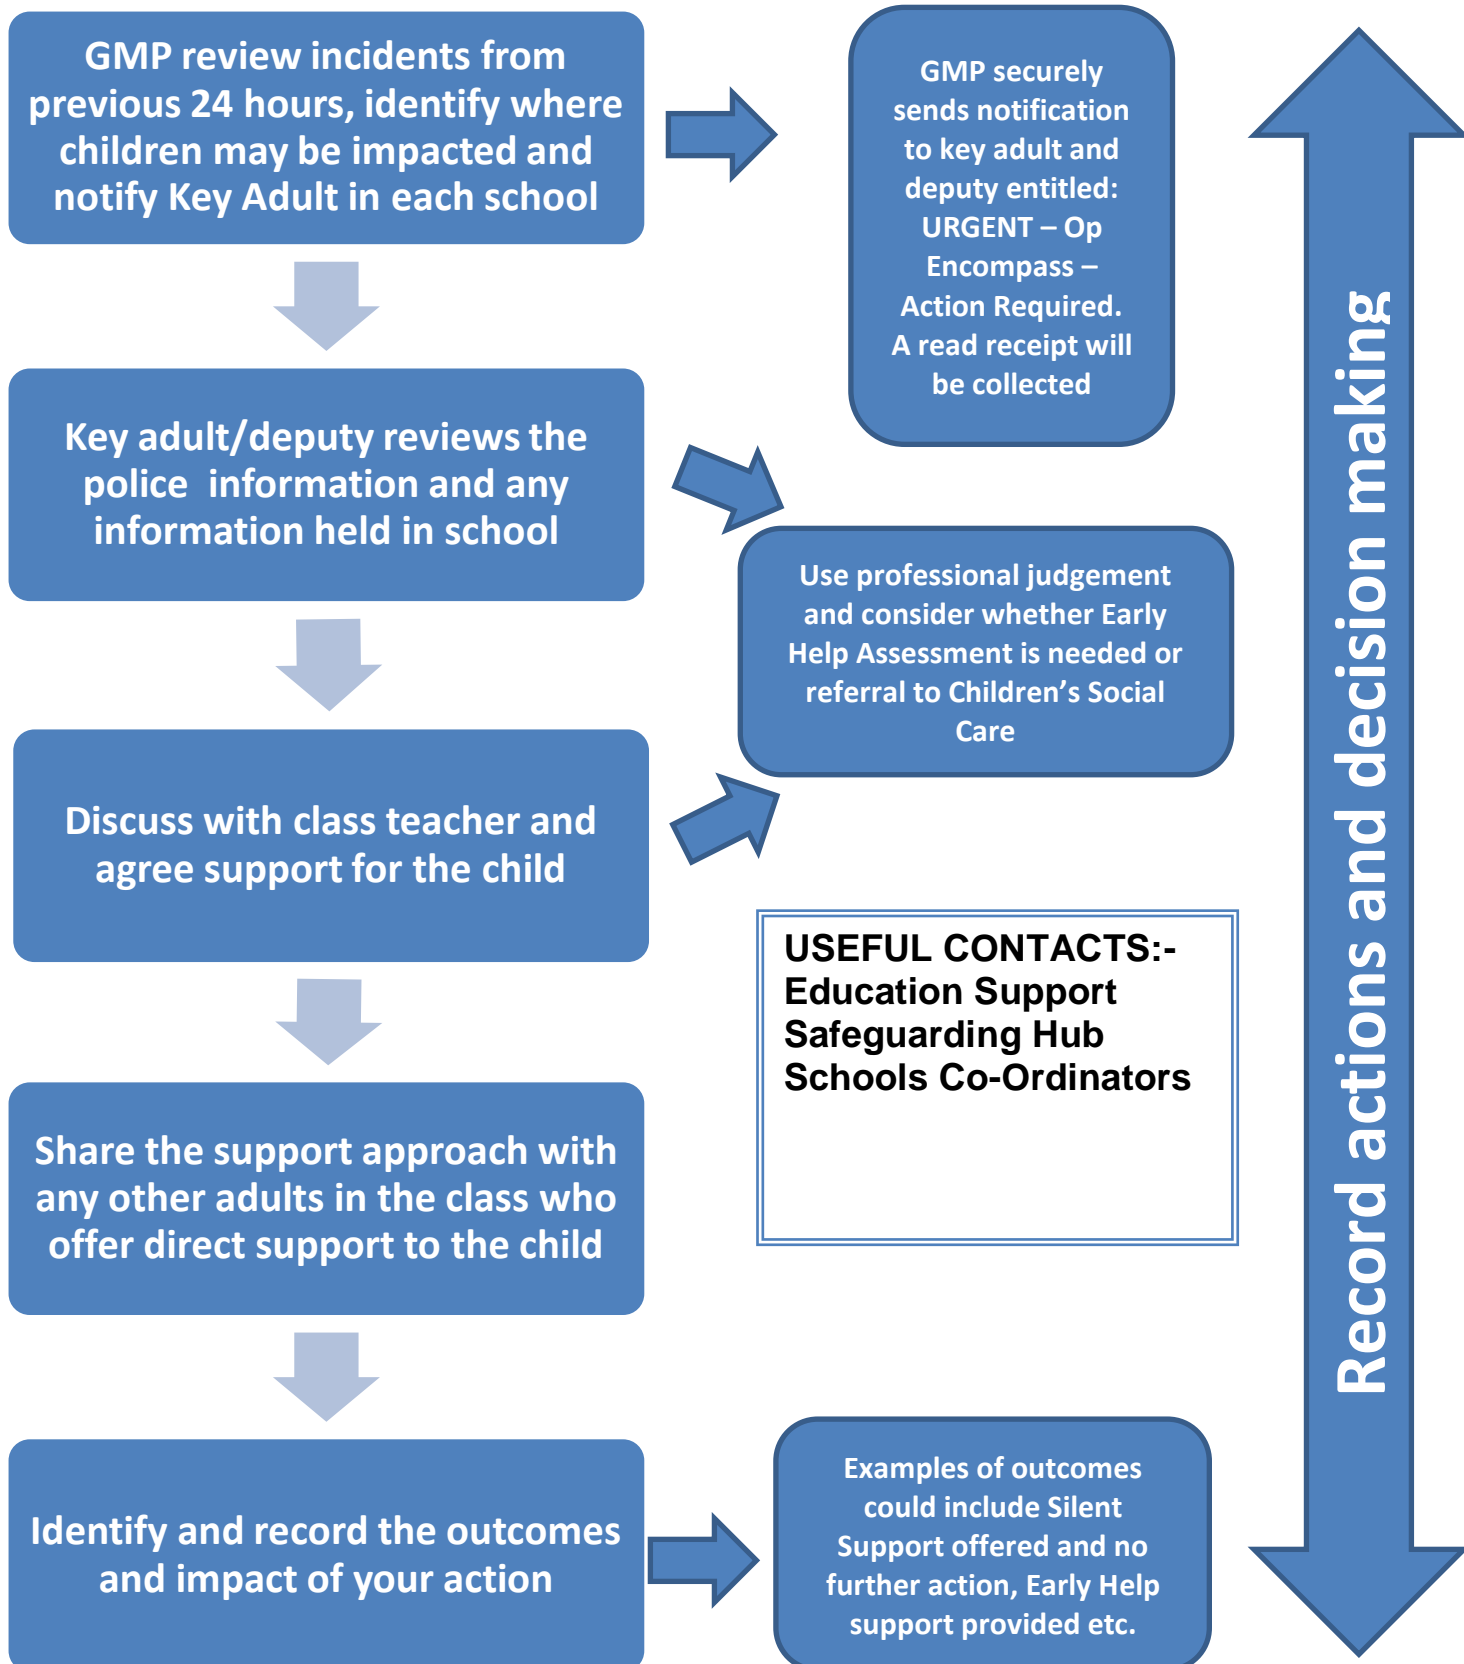 GMP review incidents from
previous 24 hours, identify where
children may be impacted and
notify Key Adult in each school
GMP securely
sends notification
to key adult and
deputy entitled:
URGENT – Op
Encompass –
Action Required.
A read receipt will
be collected
Key adult/deputy reviews the
police information and any
information held in school
Use professional judgement
and consider whether Early
Help Assessment is needed or
referral to Children’s Social
Care
Discuss with class teacher and
agree support for the child
USEFUL CONTACTS:-
Education Support
Safeguarding Hub
Schools Co-Ordinators
Share the support approach with
any other adults in the class who
offer direct support to the child
Identify and record the outcomes
and impact of your action
Examples of outcomes
could include Silent
Support offered and no
further action, Early Help
support provided etc.
Record actions and decision making